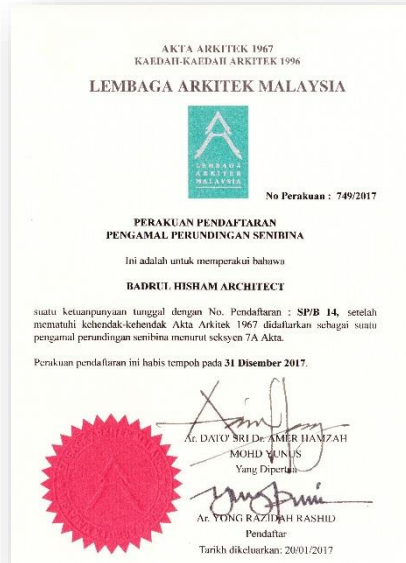 AKTA ARKITEK 1967
KAEDAH-KAEDAH ARKITEK 1996
LEMBAGA ARKITEK MALAYSIA
LEMBAGA
ARKITEK
MALAYSIA
No Perakuan : 749/2017
PERAKUAN PENDAFTARAN
PENGAMAL PERUNDINGAN SENIBINA
Ini adalah untuk memperakui bahawa
BADRUL HISHAM ARCHITECT
suatu ketuanpunyaan tunggal dengan No. Pendaftaran : SP/B 14, setelah
mematuhi kehendak-kehendak Akta Arkitek 1967 didaftarkan sebagai suatu
pengamal perundingan senibina menurut seksyen 7A Akta.
Perakuan pendaftaran ini habis tempoh pada 31 Disember 2017.
Ar. DATO' SRI Dr. AMER HAMZAH
MOHD YUNUS
Yang Dipertua
Ar. YONG RAZIDAH RASHID
Pendaftar
Tarikh dikeluarkan: 20/01/2017